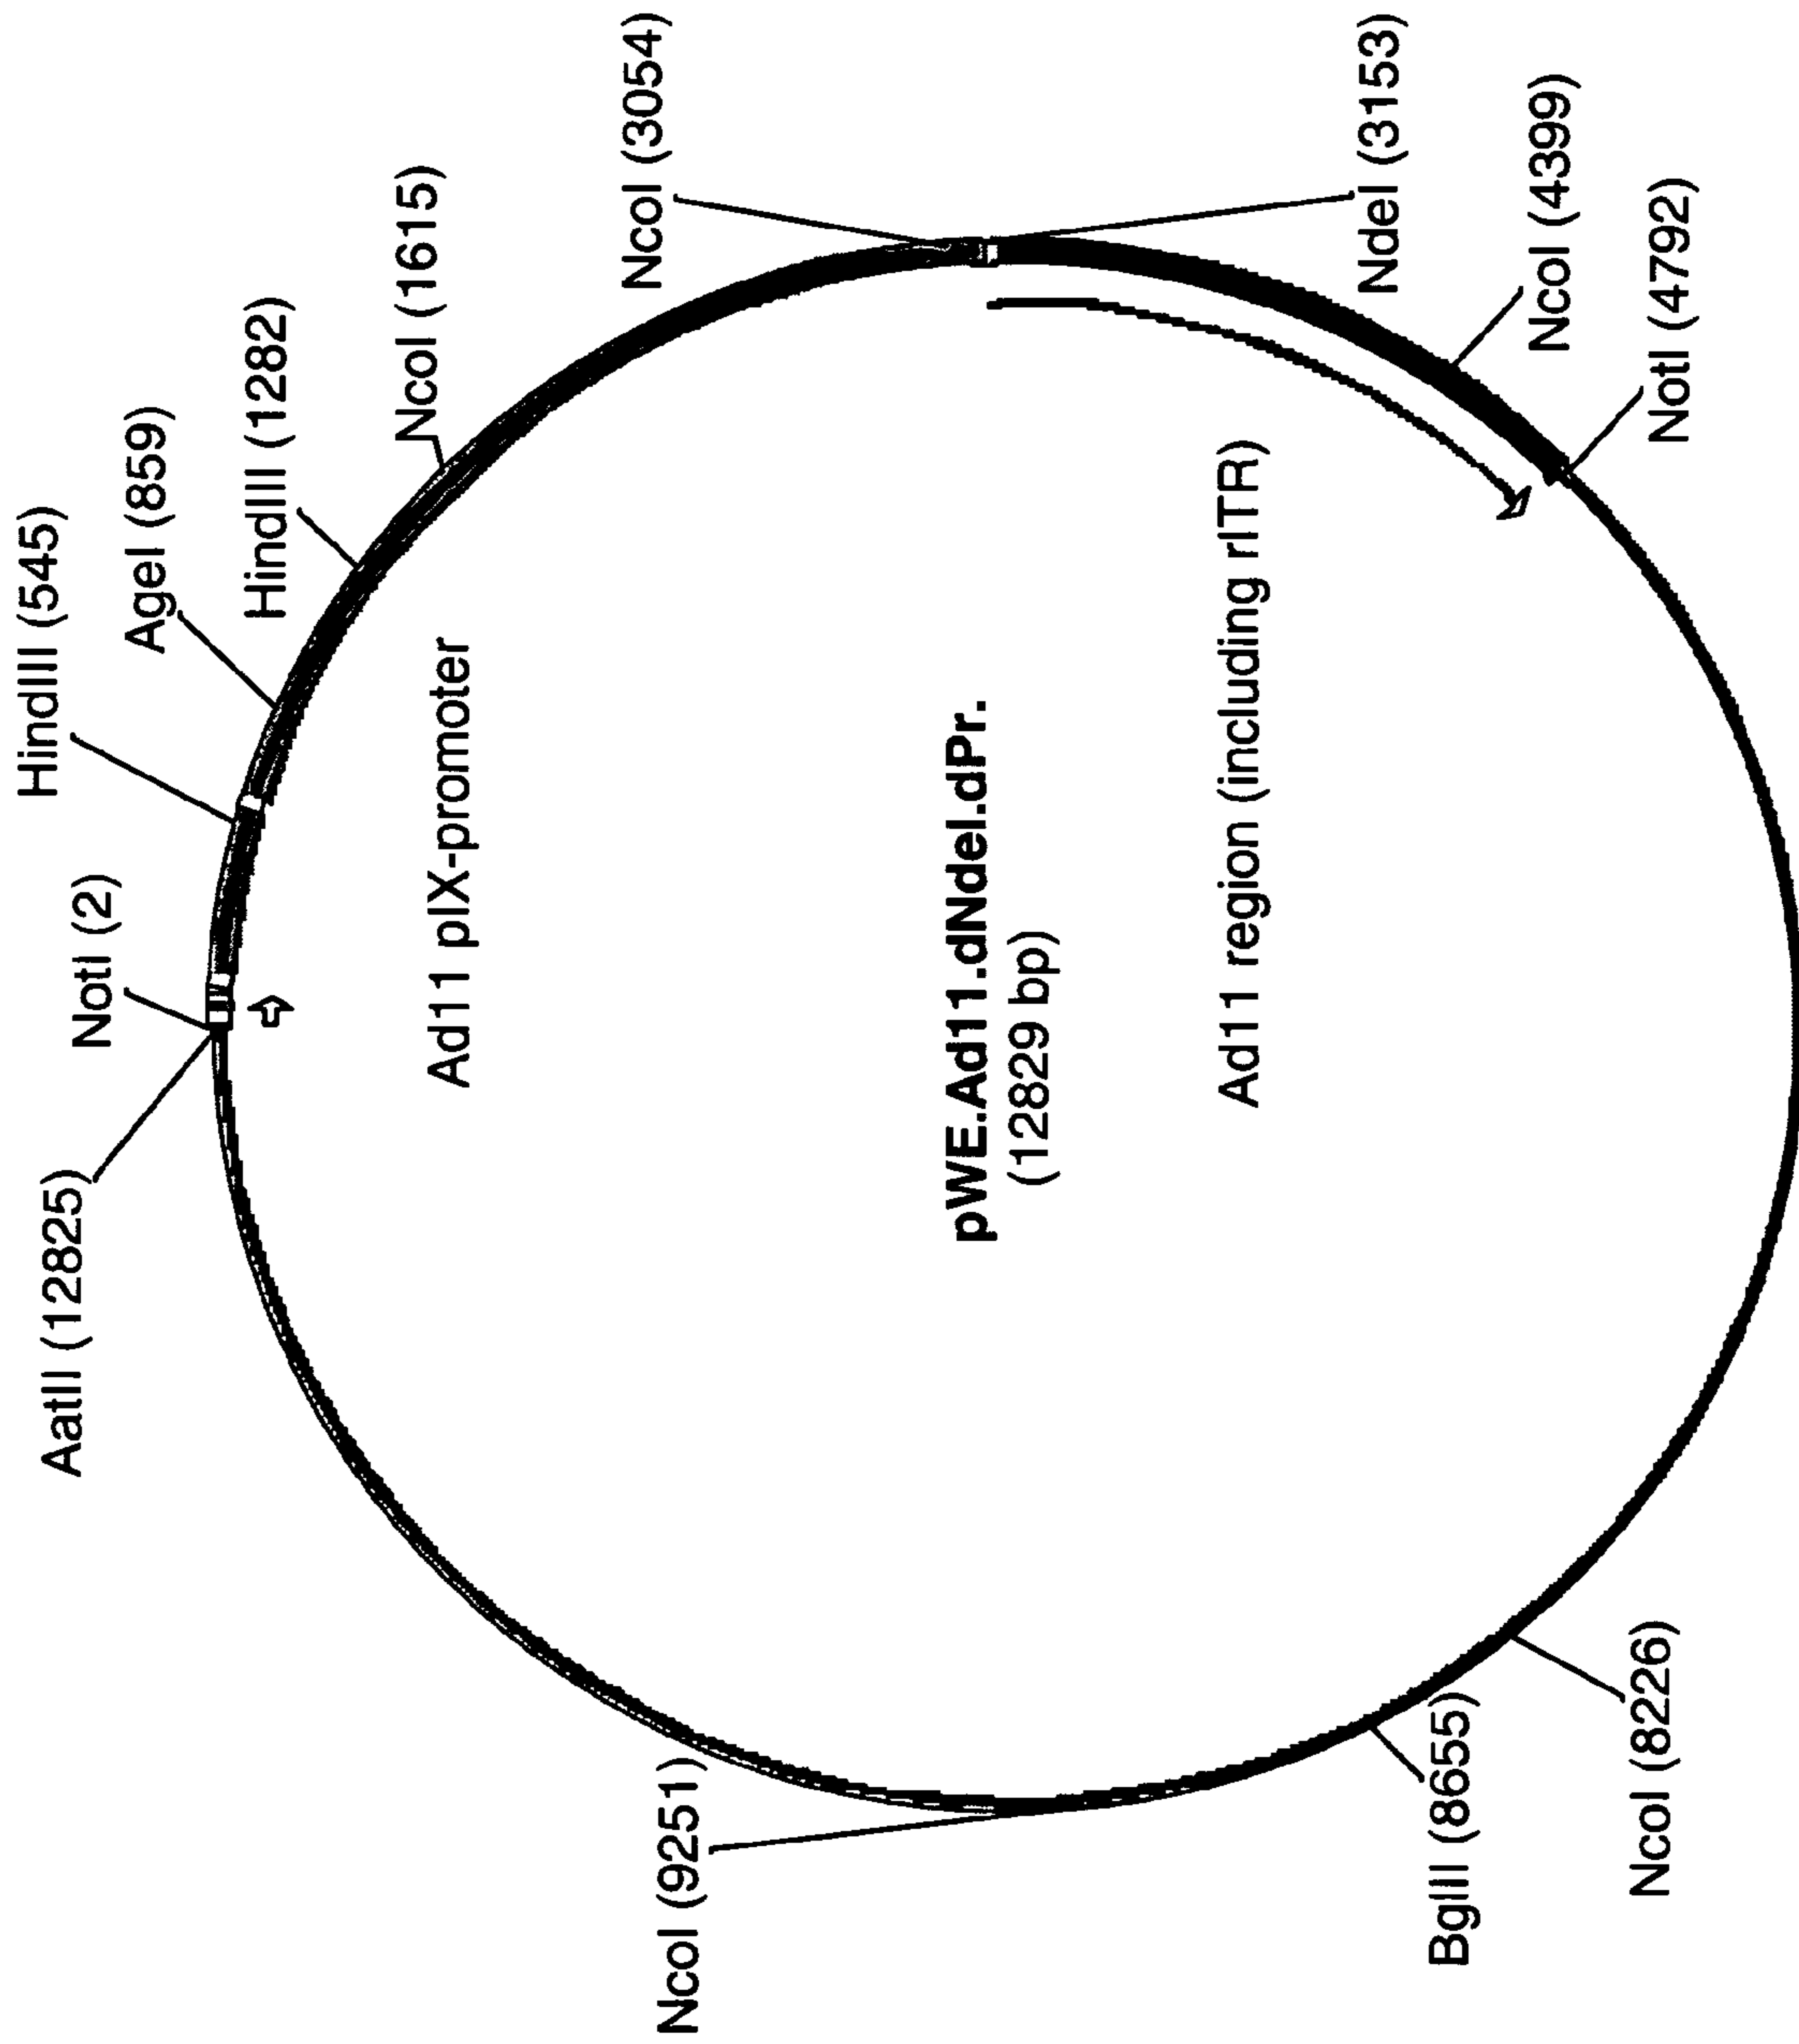 AatII (12825)
NotI (2)
HindIII (545)
AgeI (859)
HindIII (1282)
NcoI (1615)
NcoI (3054)
NdeI (3153)
NcoI (4399)
NotI (4792)
NcoI (8226)
BglII (8655)
NcoI (9251)
Ad11 pIX-promoter
pWE.Ad11.dNdeI.dPr.
(12829 bp)
Ad11 region (including rITR)